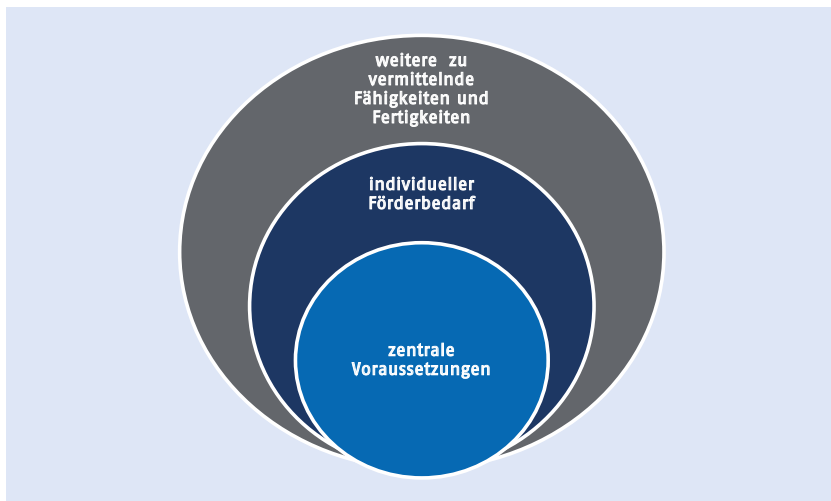 weitere zu
vermittelnde
Fähigkeiten und
Fertigkeiten
individueller
Förderbedarf
zentrale
Voraussetzungen